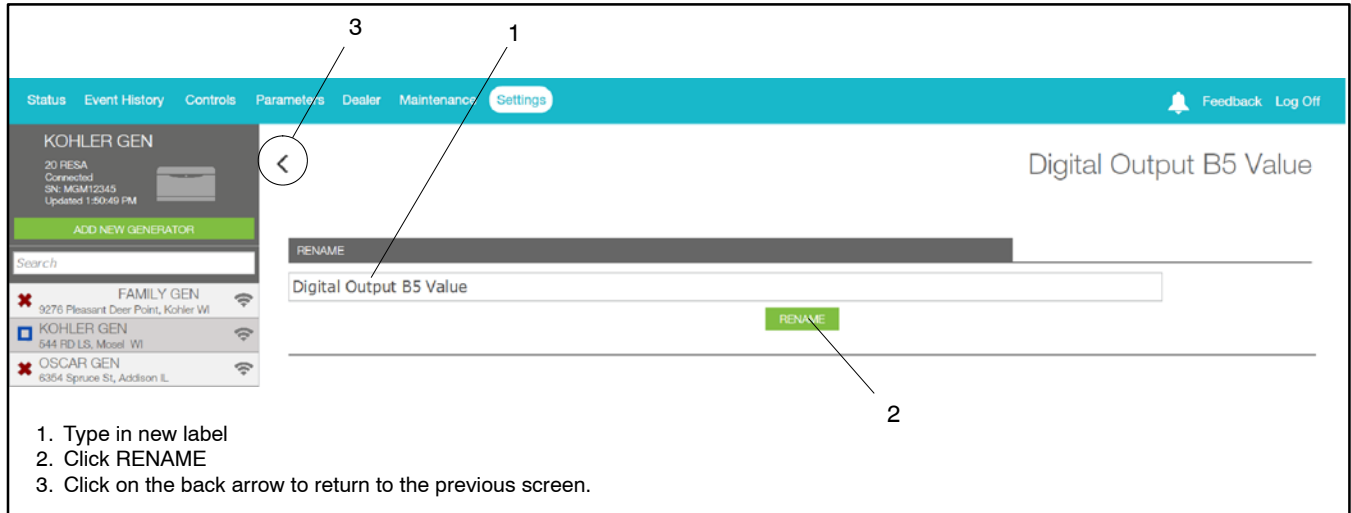 3
1
Status Event History Controls Parameters Dealer Maintenance Settings Feedback Log Off
KOHLER GEN
20 RESA
Connected
SN: MGM12345
Updated 1:50:49 PM
Digital Output B5 Value
ADD NEW GENERATOR
RENAME
Search
Digital Output B5 Value
FAMILY GEN
9276 Pleasant Deer Point, Kohler WI
RENAME
KOHLER GEN
544 RD LS, Mosel WI
OSCAR GEN
6354 Spruce St, Addison IL
2
1. Type in new label
2. Click RENAME
3. Click on the back arrow to return to the previous screen.